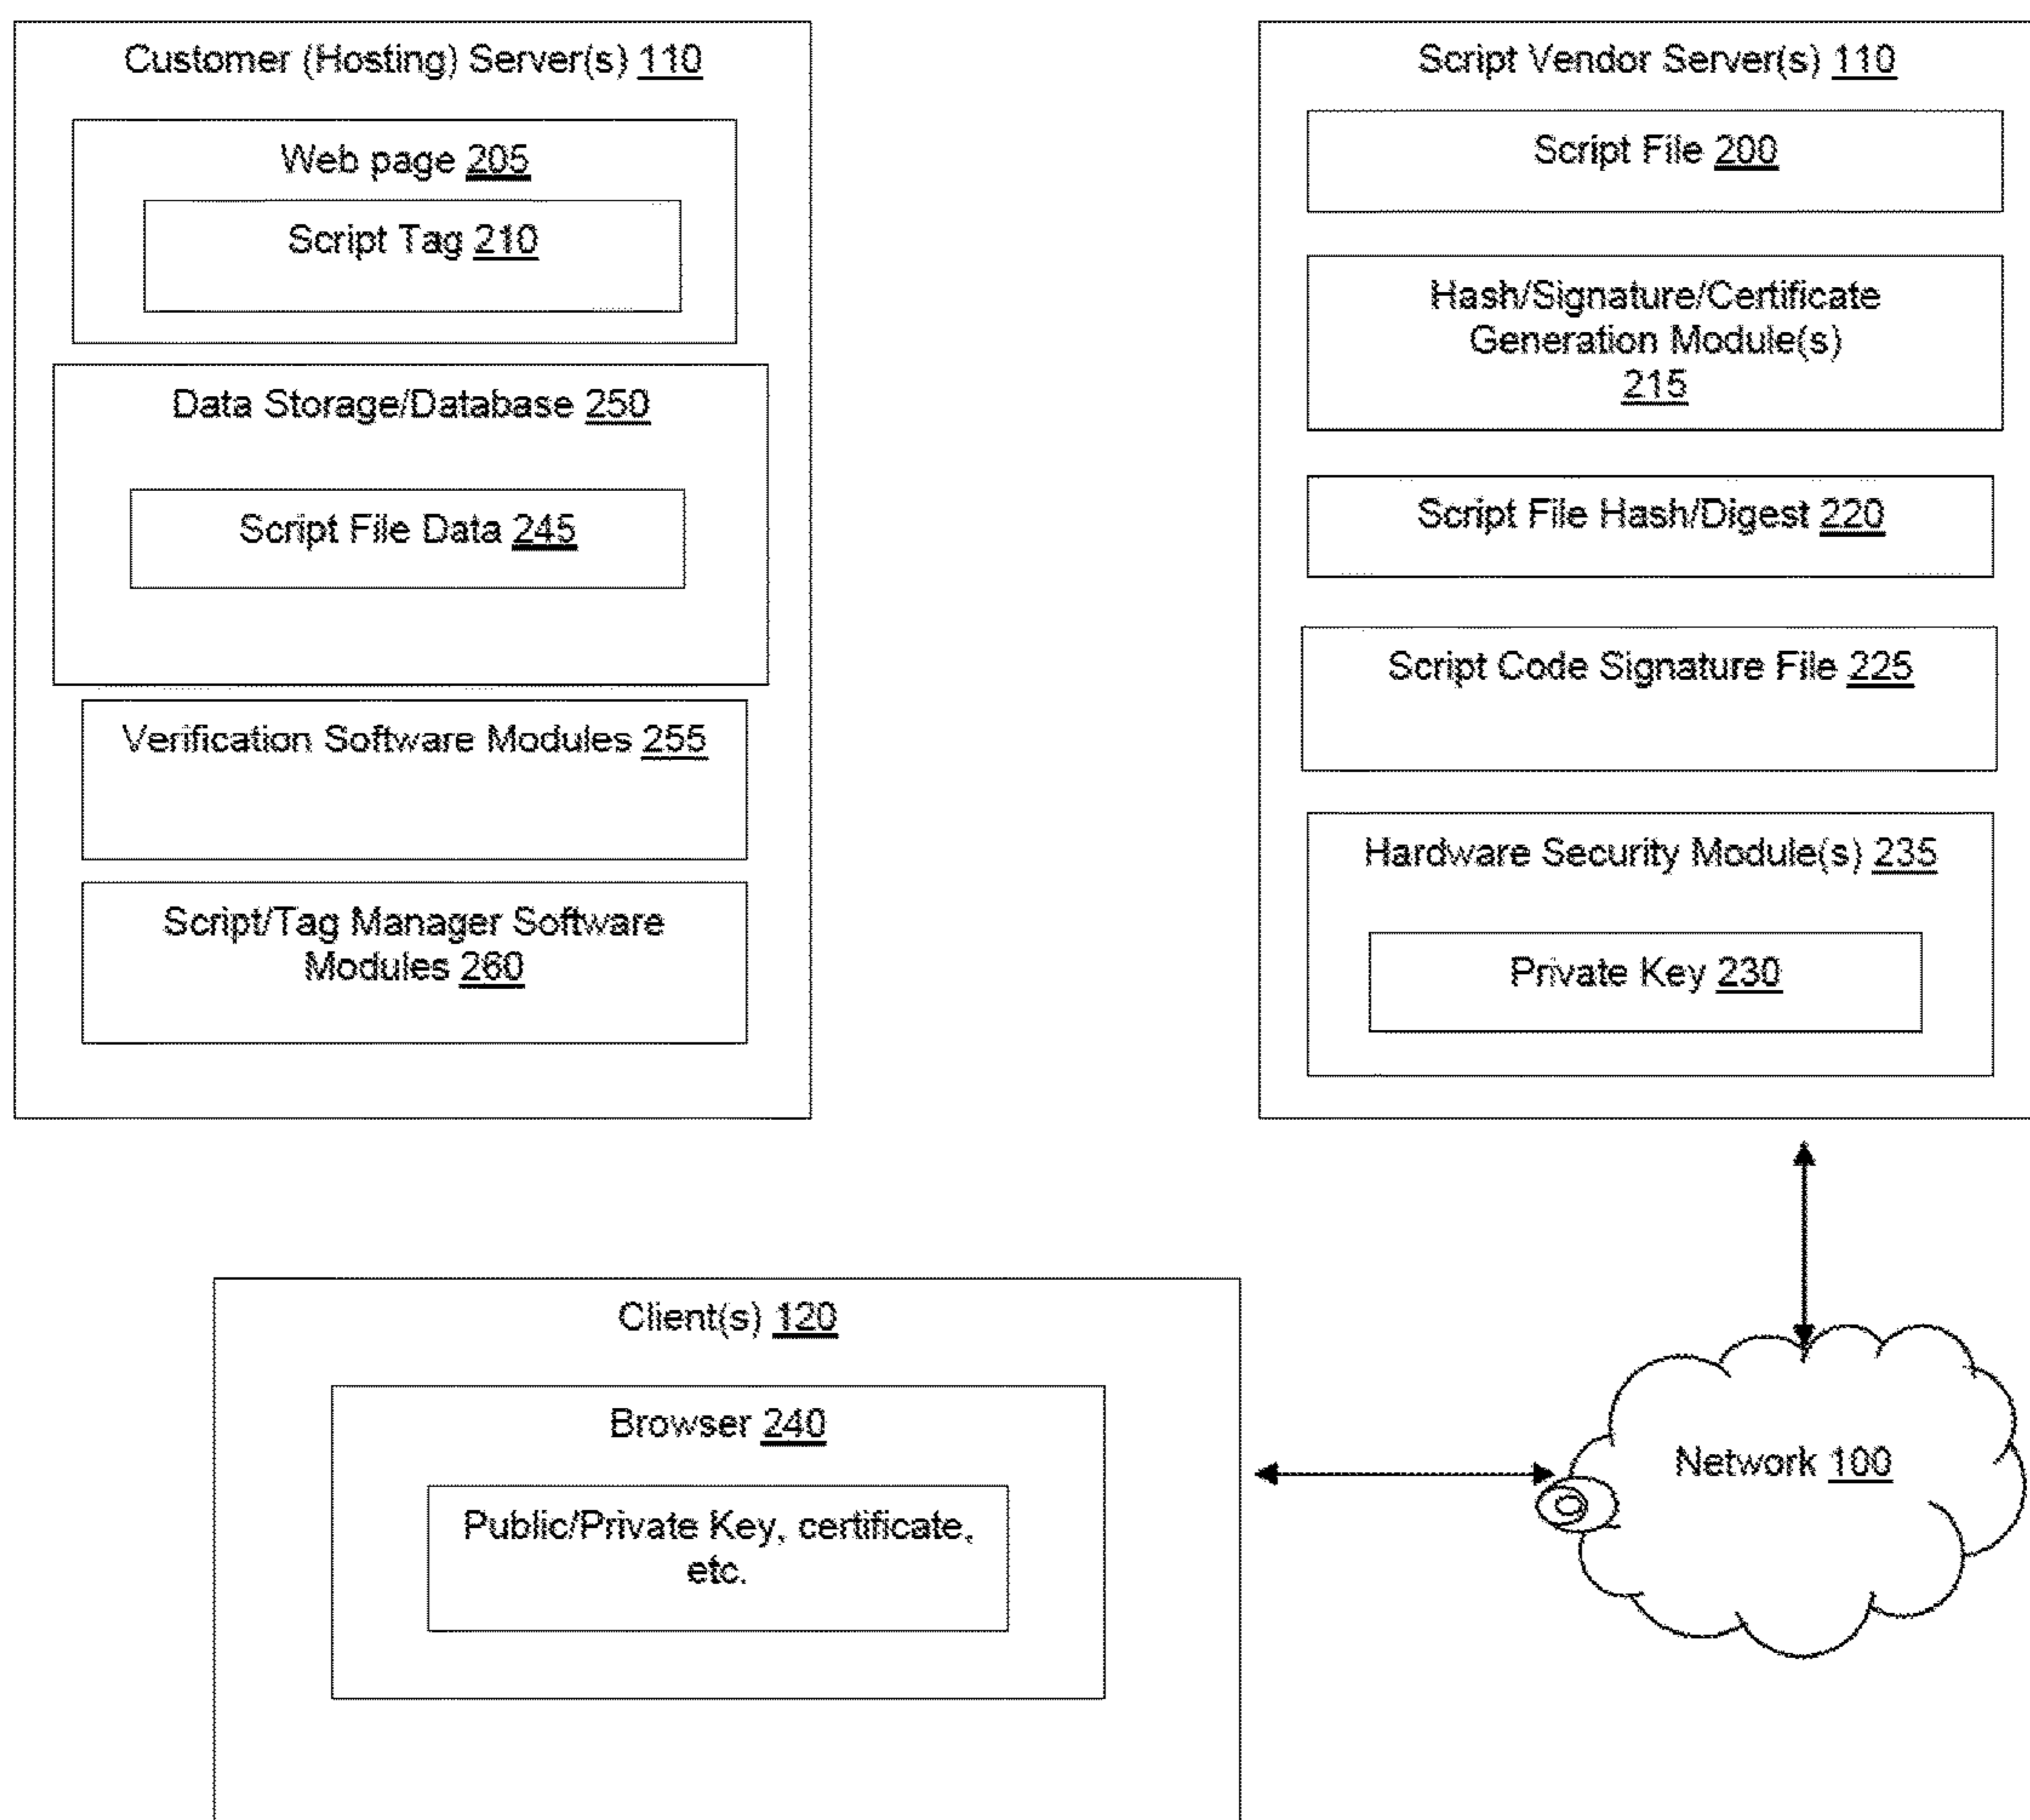 Customer (Hosting) Server(s) 110
Web page 205
Script Tag 210
Data Storage/Database 250
Script File Data 245
Verification Software Modules 255
Script/Tag Manager Software
Modules 260
Script Vendor Server(s) 110
Script File 200
Hash/Signature/Certificate
Generation Module(s)
215
Script File Hash/Digest 220
Script Code Signature File 225
Hardware Security Module(s) 235
Private Key 230
Client(s) 120
Browser 240
Public/Private Key, certificate,
etc.
Network 100